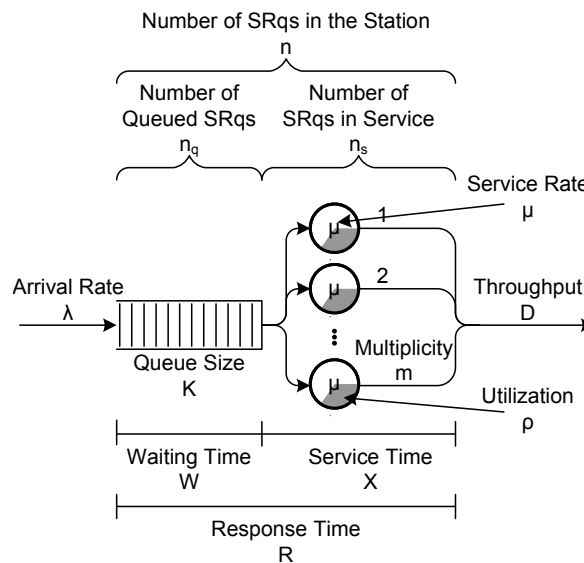 Number of SRqs in the Station
n
Number of
Queued SRqs
nq
Number of
SRqs in Service
ns
Service Rate
μ
Arrival Rate
λ
μ
1
μ
2
μ
Multiplicity
m
Throughput
D
Queue Size
K
Utilization
ρ
Waiting Time
W
Service Time
X
Response Time
R